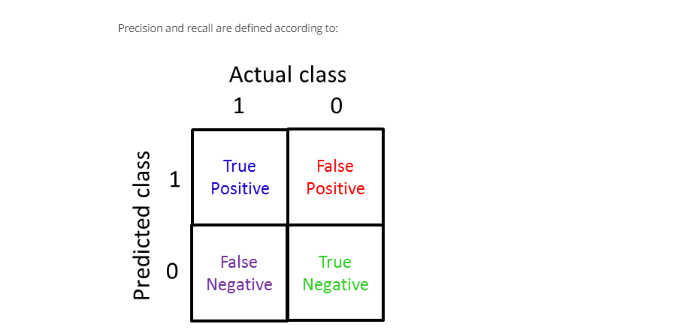 Precision and recall are defined according to:
Actual class
1 0
Predicted class
1
True Positive
False Positive
0
False Negative
True Negative